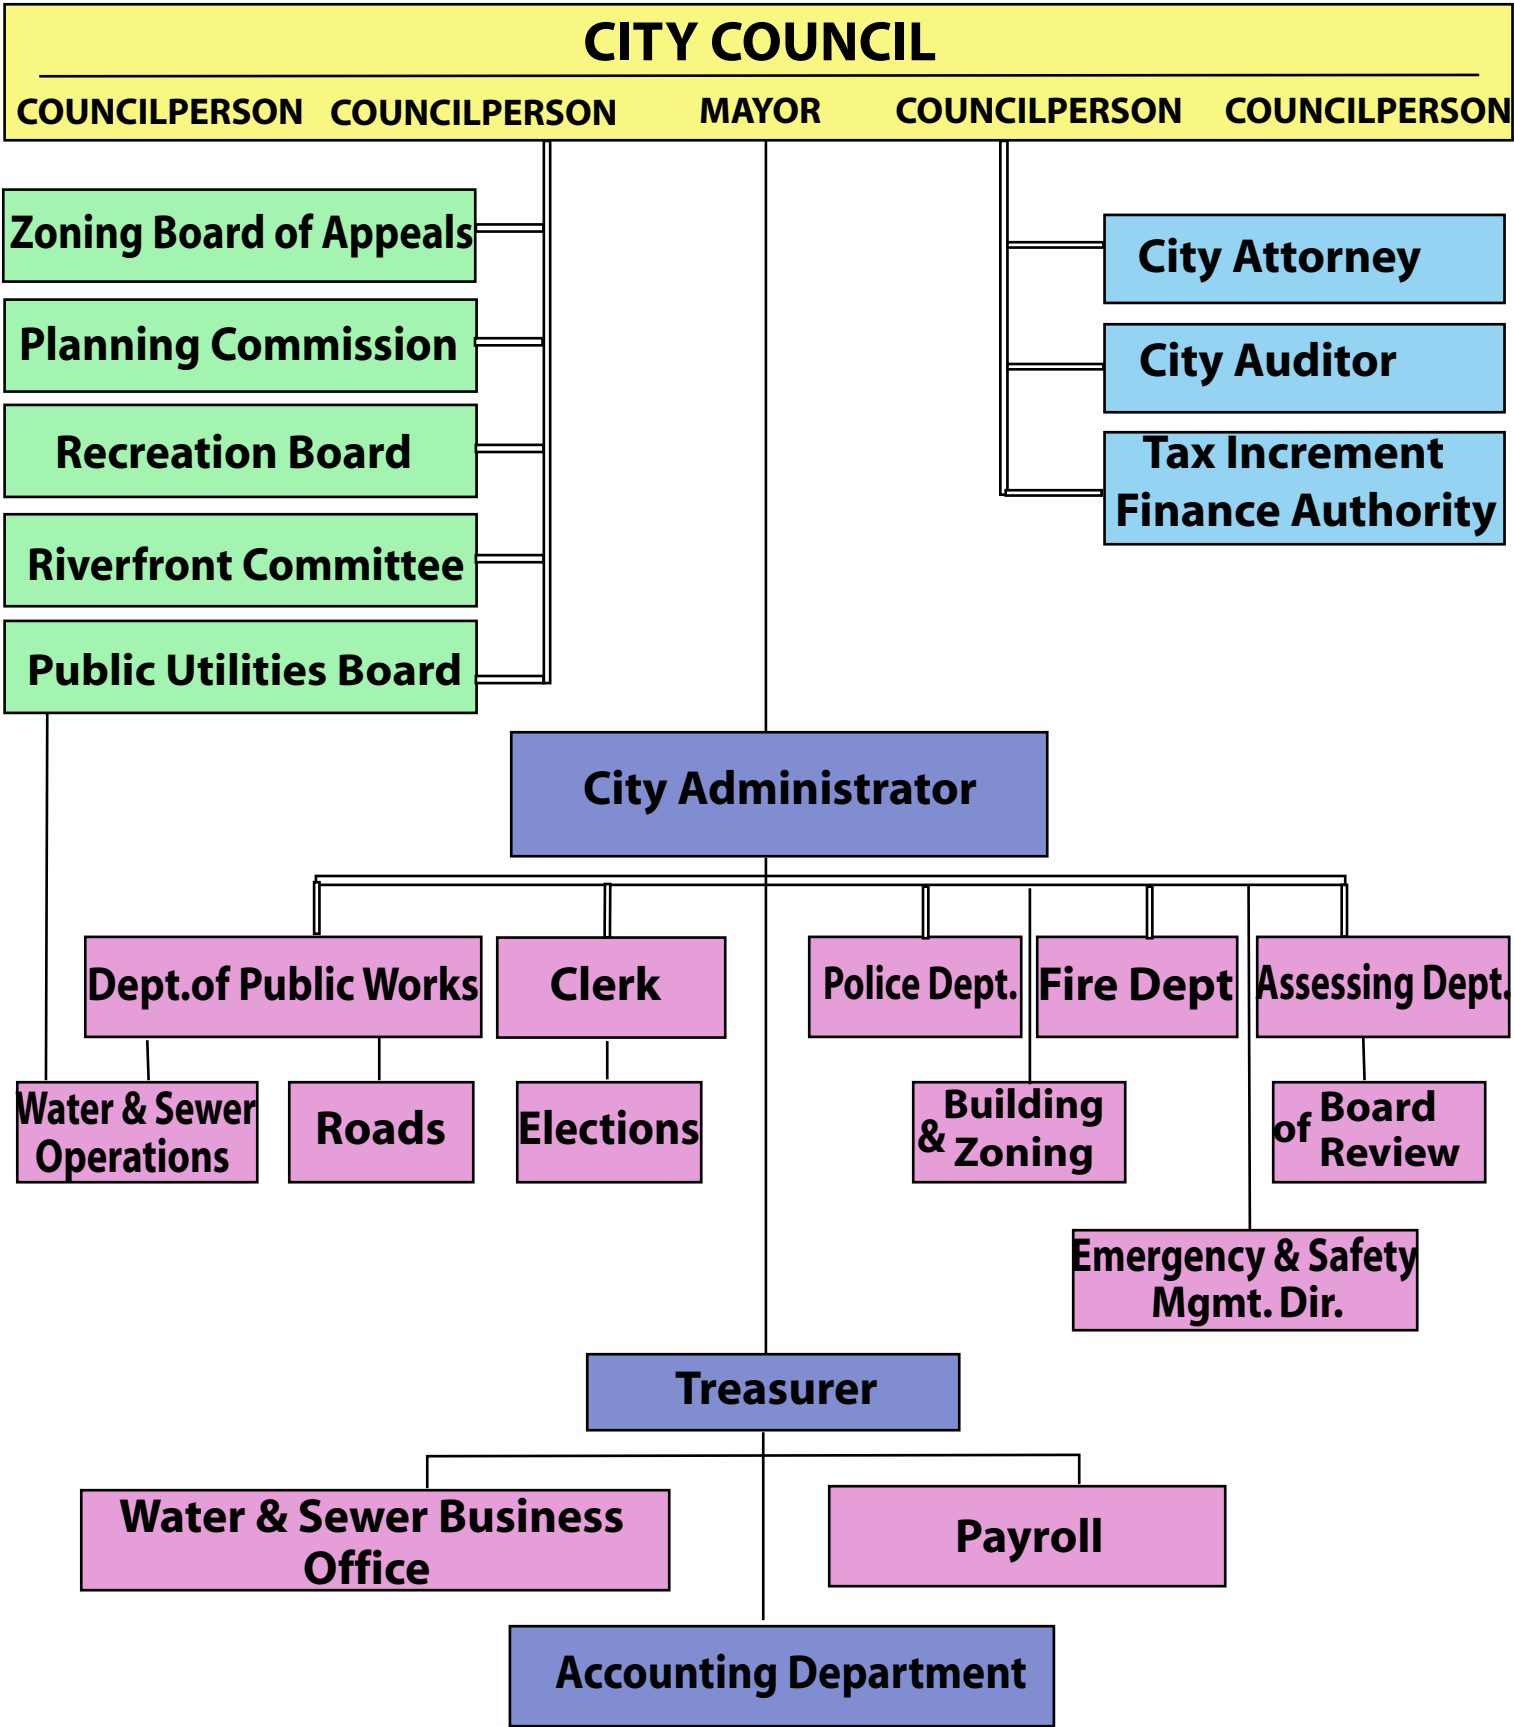 CITY COUNCIL
COUNCILPERSON COUNCILPERSON MAYOR COUNCILPERSON COUNCILPERSON
Zoning Board of Appeals
Planning Commission
Recreation Board
Riverfront Committee
Public Utilities Board
City Attorney
City Auditor
Tax Increment
Finance Authority
City Administrator
Dept.of Public Works
Clerk
Police Dept.
Fire Dept
Assessing Dept.
Water & Sewer
Operations
Roads
Elections
Building
& Zoning
Board
of Review
Emergency & Safety
Mgmt. Dir.
Treasurer
Water & Sewer Business
Office
Payroll
Accounting Department